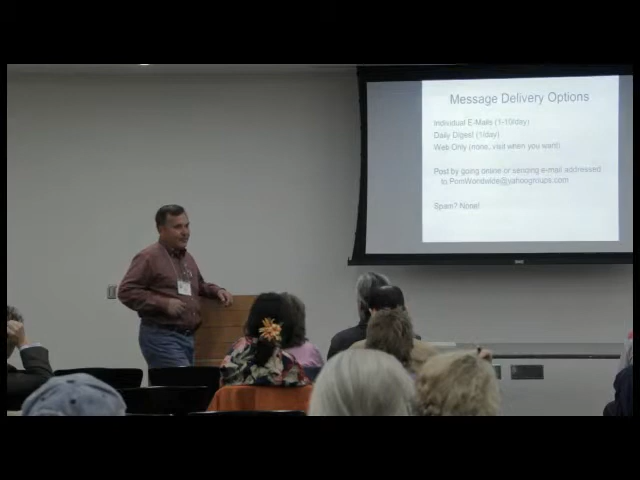 Message Delivery Options
Individual E-Mails (1-10/day)
Daily Digest (1/day)
Web Only (none, visit when you want)
Post by going online or sending e-mail addressed
to PomWorldwide@yahoogroups.com
Spam? None!